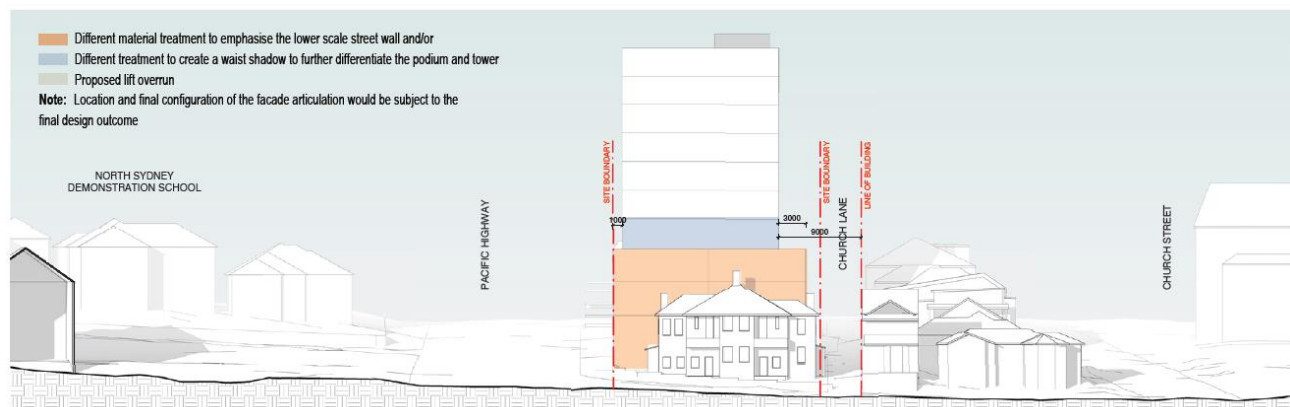 Different material treatment to emphasise the lower scale street wall and/or
Different treatment to create a waist shadow to further differentiate the podium and tower
Proposed lift overrun
Note: Location and final configuration of the facade articulation would be subject to the
final design outcome
NORTH SYDNEY
DEMONSTRATION SCHOOL
PACIFIC HIGHWAY
SITE BOUNDARY
1000
3000
9000
SITE BOUNDARY
CHURCH LANE
LINE OF BUILDING
CHURCH STREET